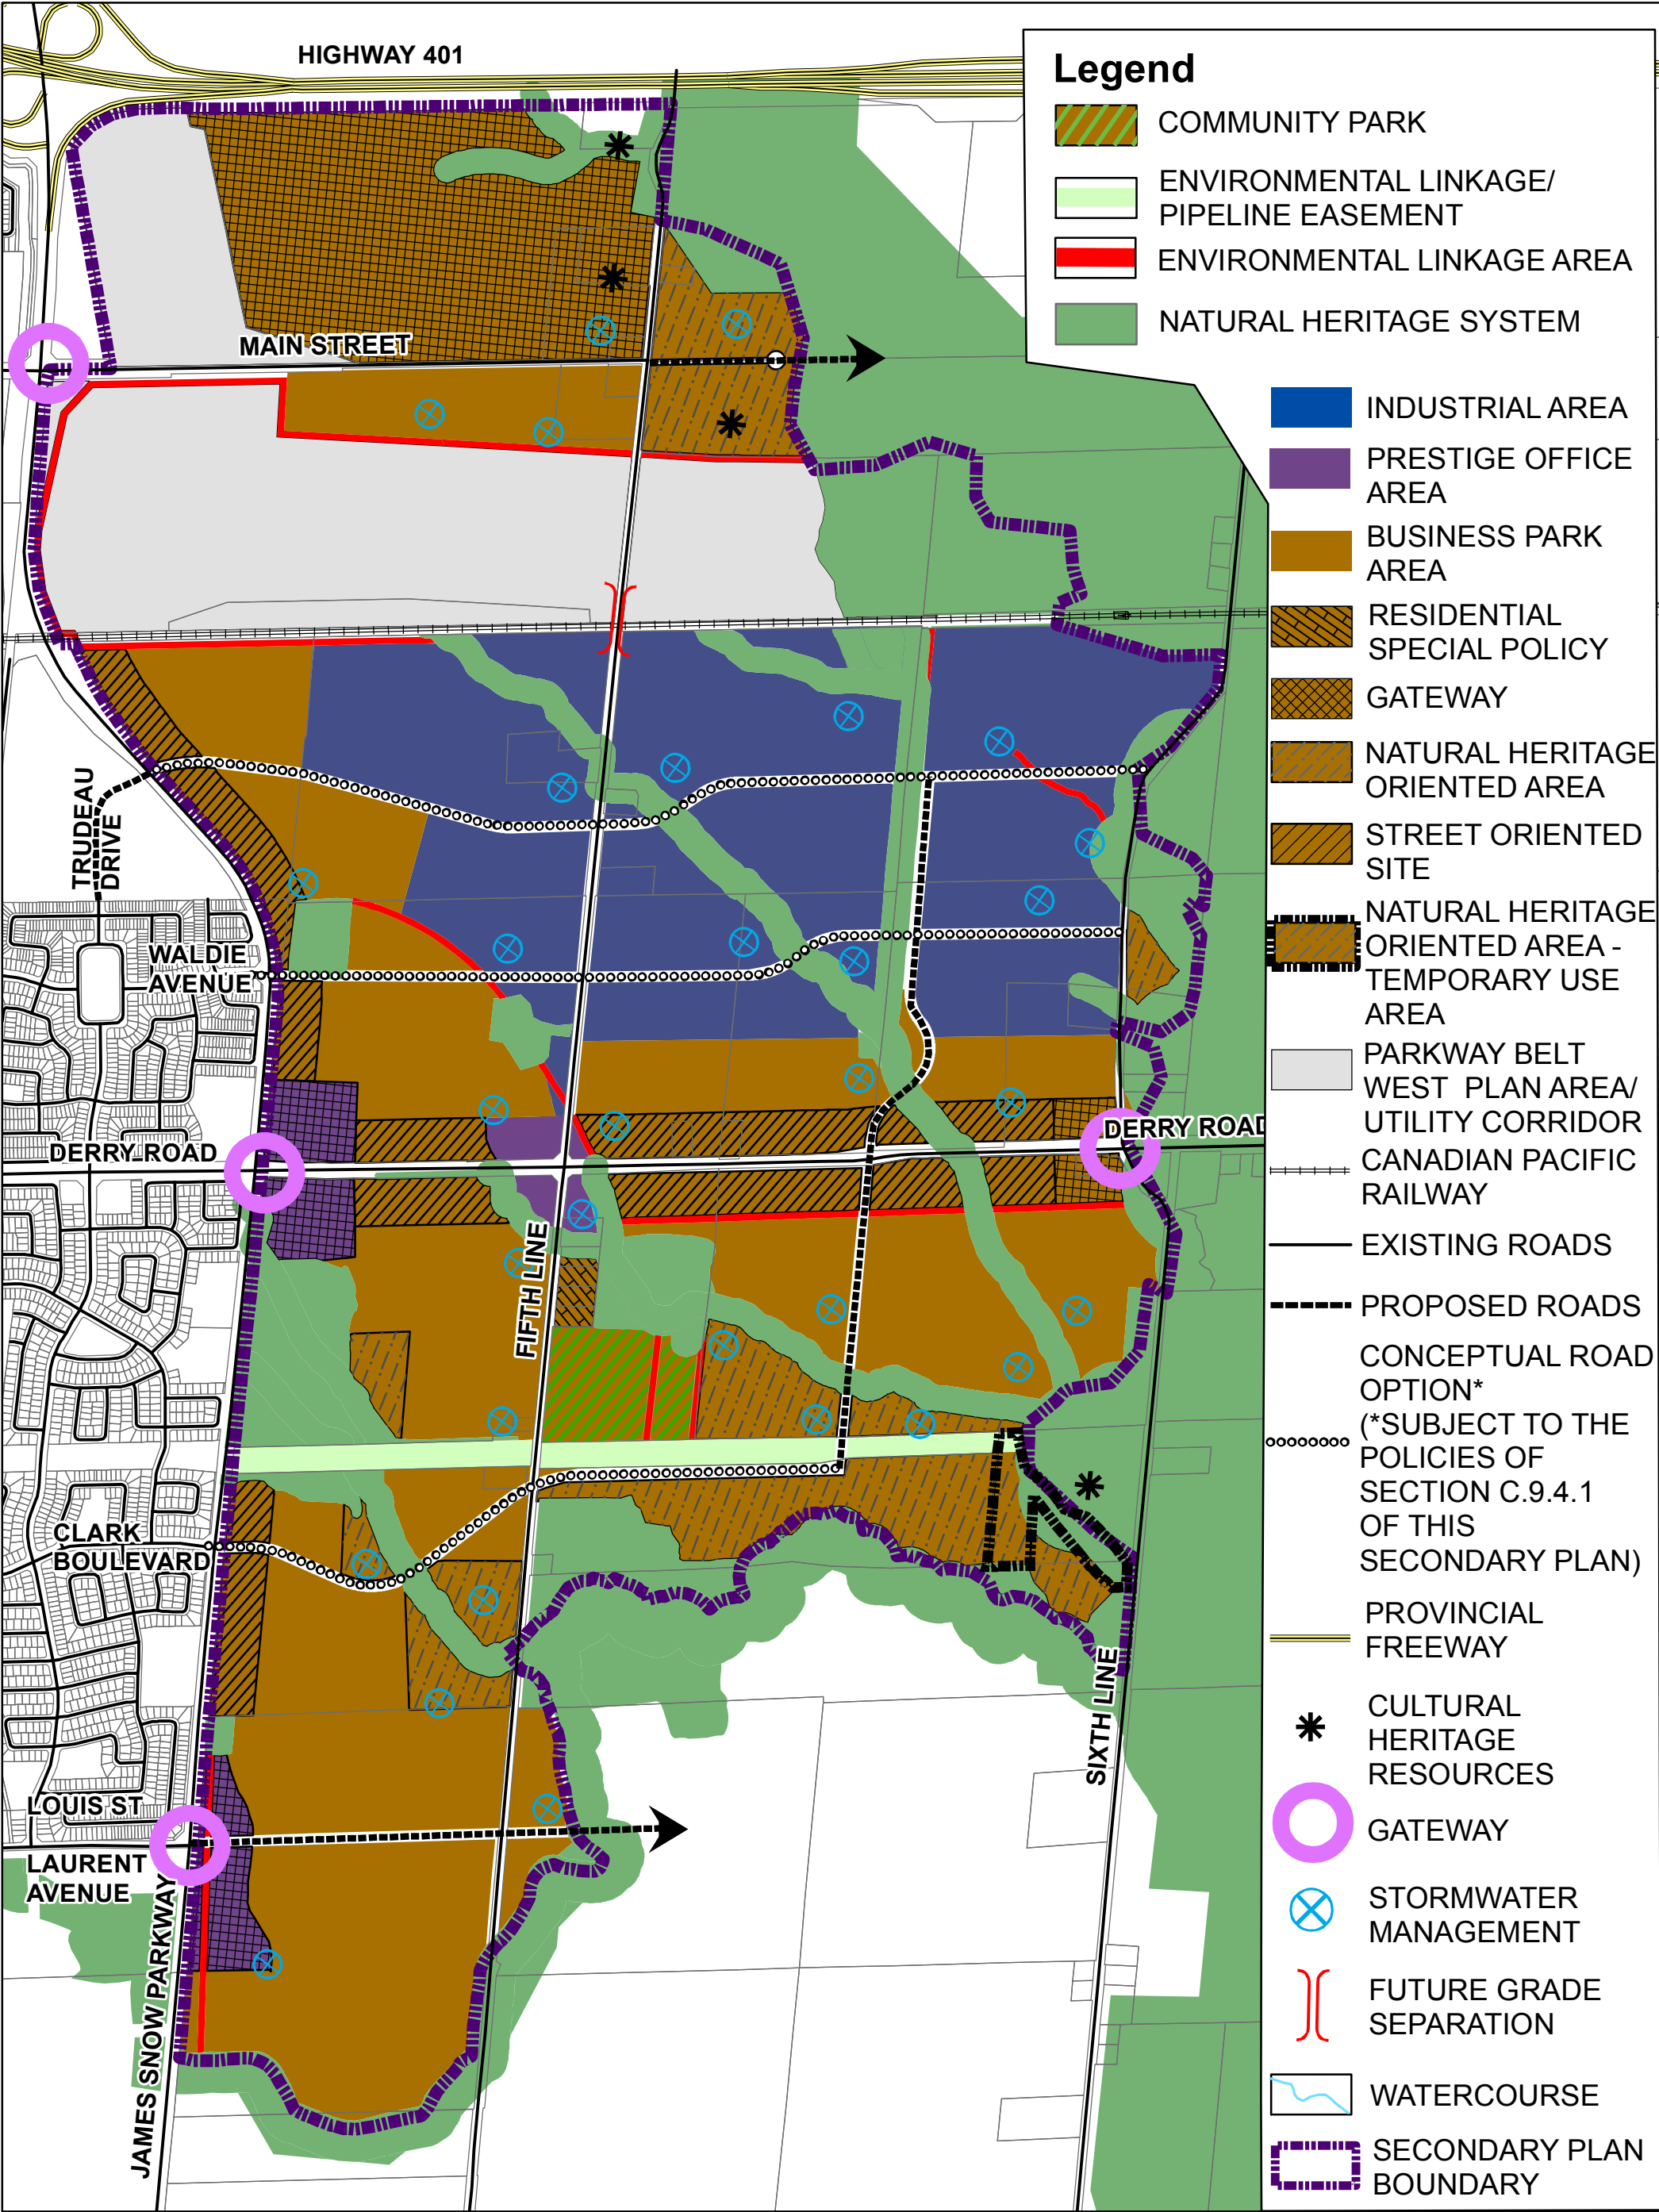 HIGHWAY 401
MAIN STREET
TRUDEAU
DRIVE
WALDIE
AVENUE
DERRY ROAD
DERRY ROAD
FIFTH LINE
CLARK
BOULEVARD
SIXTH LINE
LOUIS ST
LAURENT
AVENUE
JAMES SNOW PARKWAY
Legend
COMMUNITY PARK
ENVIRONMENTAL LINKAGE/
PIPELINE EASEMENT
ENVIRONMENTAL LINKAGE AREA
NATURAL HERITAGE SYSTEM
INDUSTRIAL AREA
PRESTIGE OFFICE
AREA
BUSINESS PARK
AREA
RESIDENTIAL
SPECIAL POLICY
GATEWAY
NATURAL HERITAGE
ORIENTED AREA
STREET ORIENTED
SITE
NATURAL HERITAGE
ORIENTED AREA -
TEMPORARY USE
AREA
PARKWAY BELT
WEST PLAN AREA/
UTILITY CORRIDOR
CANADIAN PACIFIC
RAILWAY
EXISTING ROADS
PROPOSED ROADS
CONCEPTUAL ROAD
OPTION*
(*SUBJECT TO THE
POLICIES OF
SECTION C.9.4.1
OF THIS
SECONDARY PLAN)
PROVINCIAL
FREEWAY
CULTURAL
HERITAGE
RESOURCES
GATEWAY
STORMWATER
MANAGEMENT
FUTURE GRADE
SEPARATION
WATERCOURSE
SECONDARY PLAN
BOUNDARY